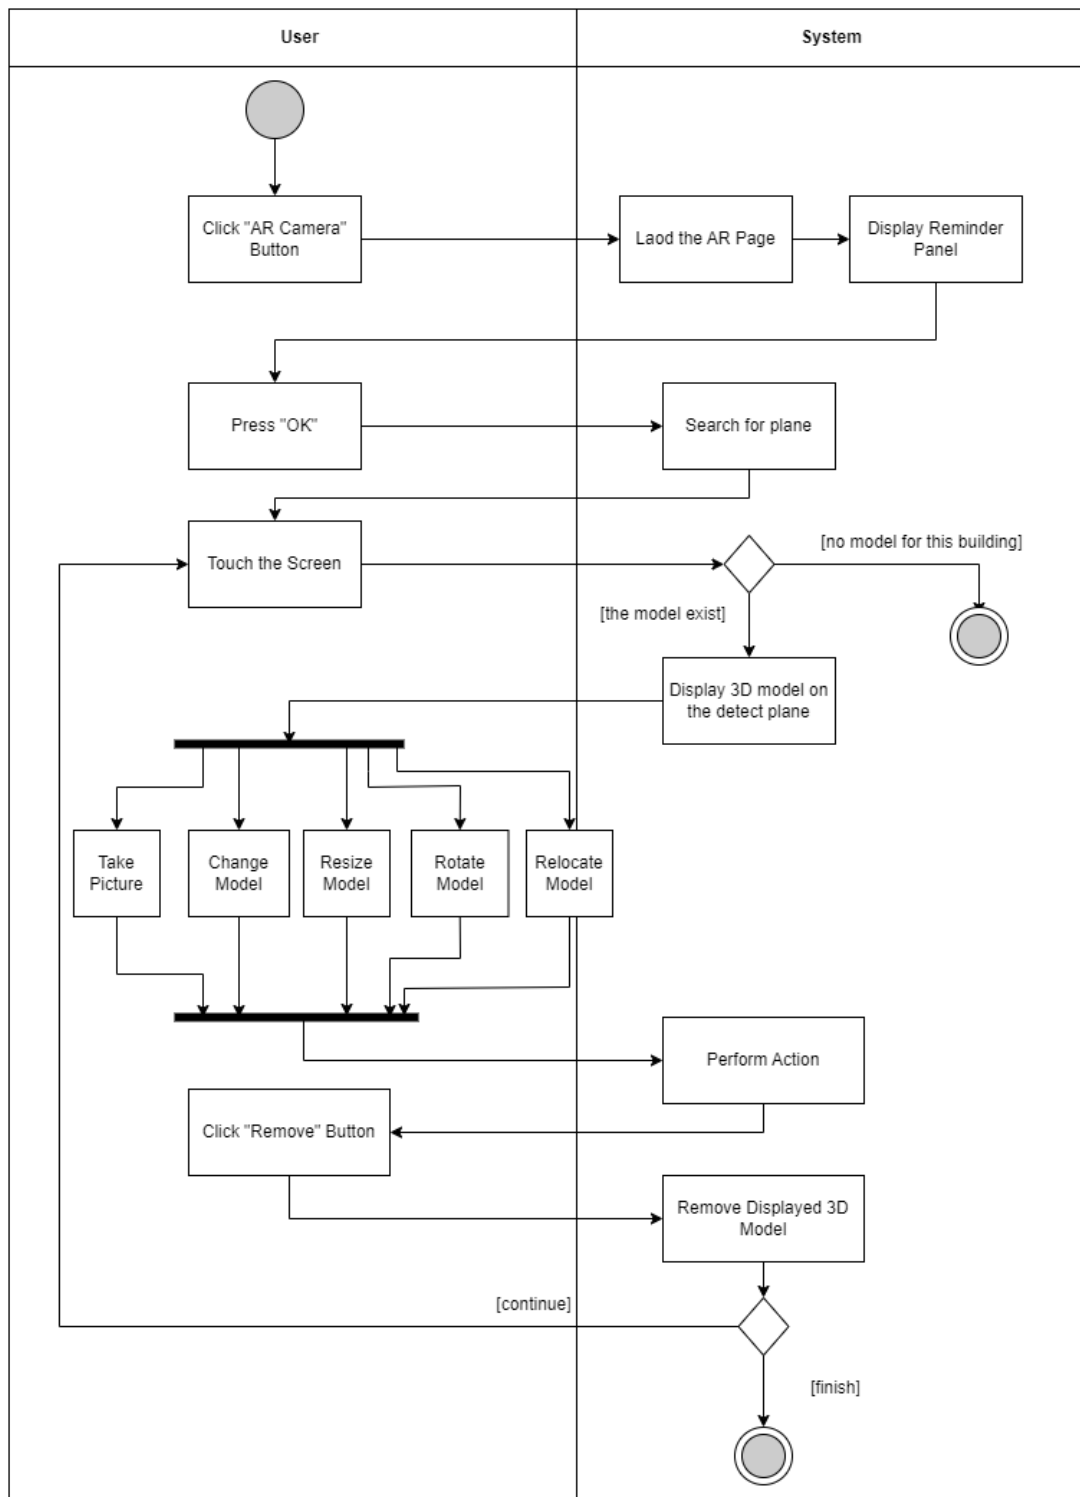 User
System
Click "AR Camera"
Button
Laod the AR Page
Display Reminder
Panel
Press "OK"
Search for plane
Touch the Screen
[no model for this building]
[the model exist]
Display 3D model on
the detect plane
Take
Picture
Change
Model
Resize
Model
Rotate
Model
Relocate
Model
Perform Action
Click "Remove" Button
Remove Displayed 3D
Model
[continue]
[finish]